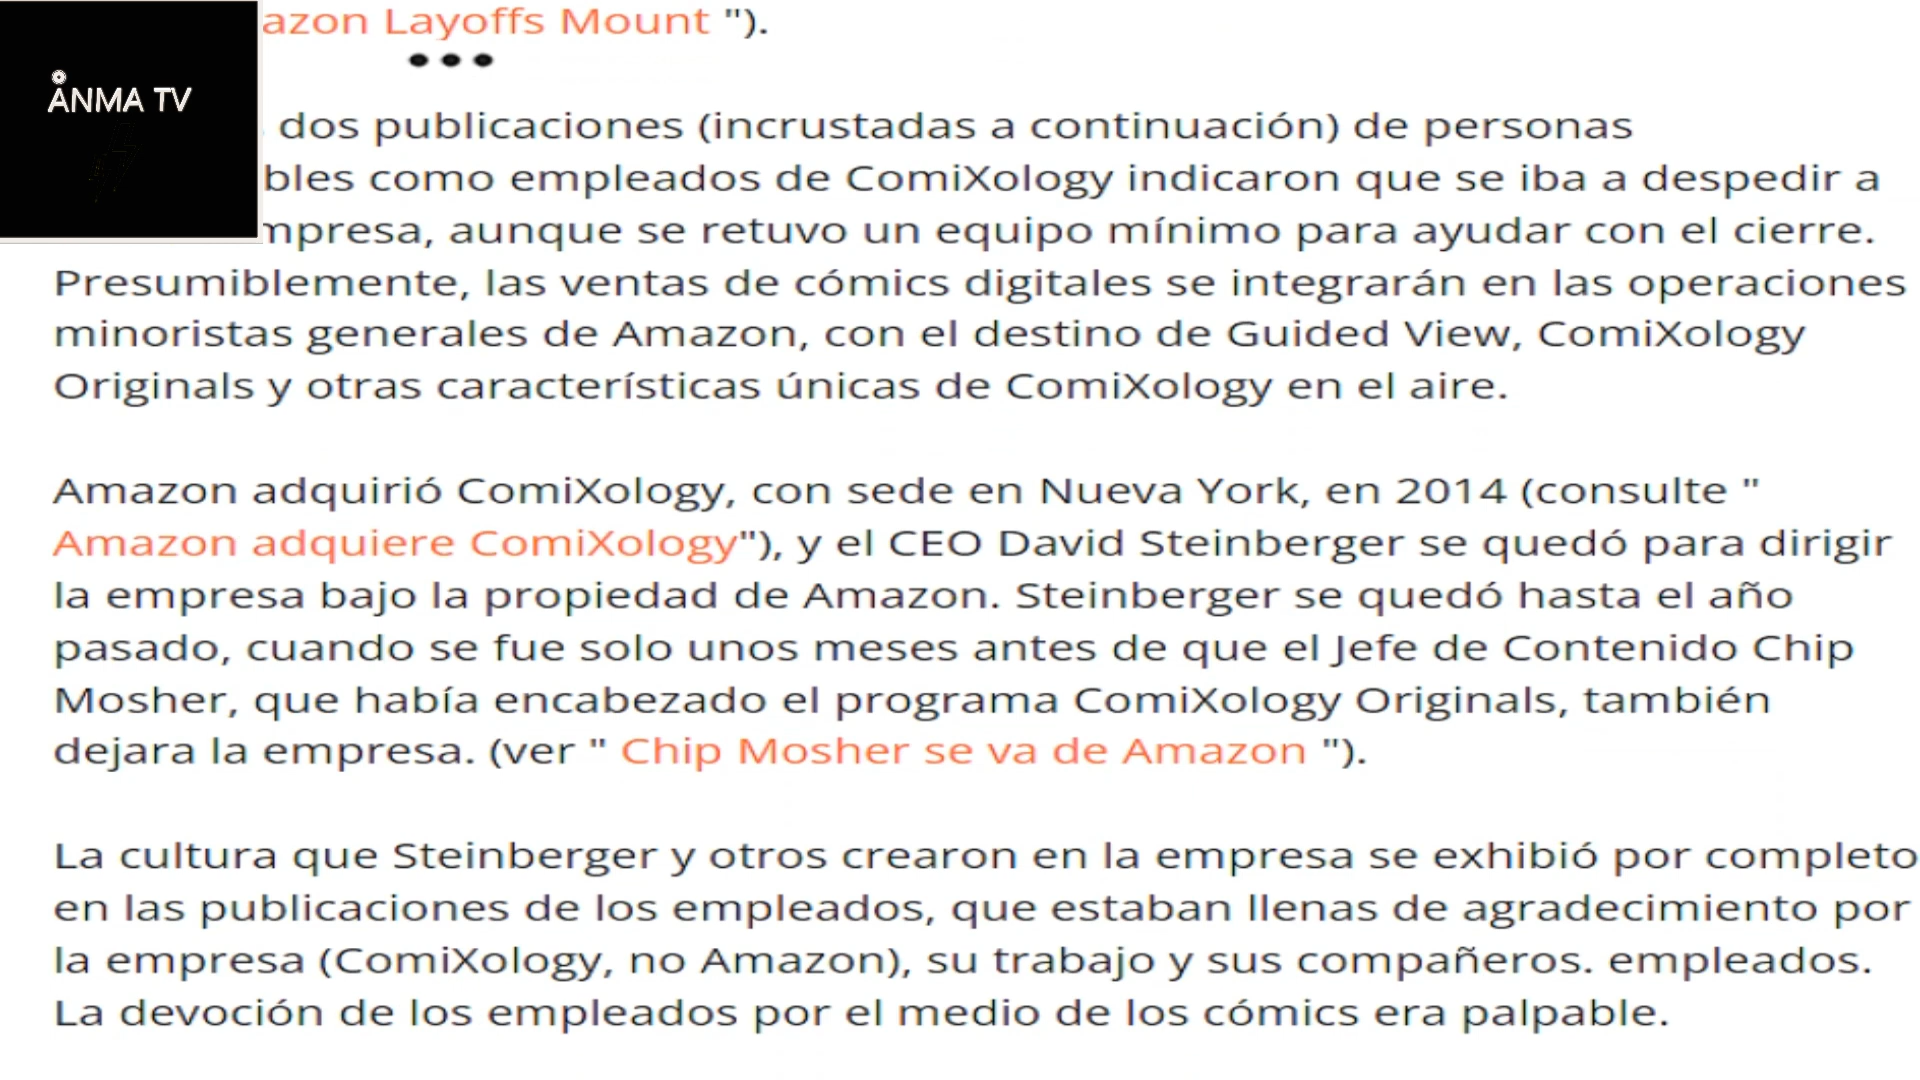 azon Layoffs Mount ").
ÅNMA TV
dos publicaciones (incrustadas a continuación) de personas
bles como empleados de ComiXology indicaron que se iba a despedir a
mpresa, aunque se retuvo un equipo mínimo para ayudar con el cierre.
Presumiblemente, las ventas de cómics digitales se integrarán en las operaciones
minoristas generales de Amazon, con el destino de Guided View, ComiXology
Originals y otras características únicas de ComiXology en el aire.
Amazon adquirió ComiXology, con sede en Nueva York, en 2014 (consulte "
Amazon adquiere ComiXology"), y el CEO David Steinberger se quedó para dirigir
la empresa bajo la propiedad de Amazon. Steinberger se quedó hasta el año
pasado, cuando se fue solo unos meses antes de que el Jefe de Contenido Chip
Mosher, que había encabezado el programa ComiXology Originals, también
dejara la empresa. (ver " Chip Mosher se va de Amazon ").
La cultura que Steinberger y otros crearon en la empresa se exhibió por completo
en las publicaciones de los empleados, que estaban llenas de agradecimiento por
la empresa (ComiXology, no Amazon), su trabajo y sus compañeros. empleados.
La devoción de los empleados por el medio de los cómics era palpable.